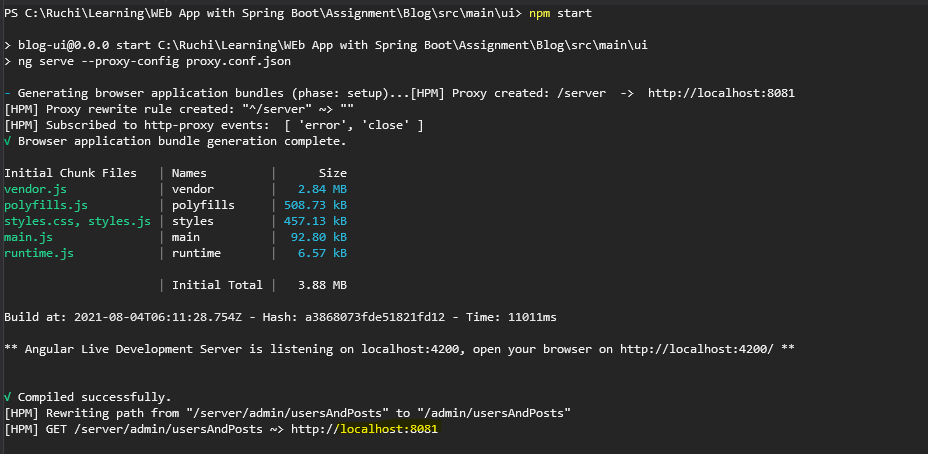 PS C:\Ruchi\Learning\WEb App with Spring Boot\Assignment\Blog\src\main\ui> npm start
> blog-ui@0.0.0 start C:\Ruchi\Learning\WEb App with Spring Boot\Assignment\Blog\src\main\ui
> ng serve --proxy-config proxy.conf.json
- Generating browser application bundles (phase: setup)...[HPM] Proxy created: /server  ->  http://localhost:8081
[HPM] Proxy rewrite rule created: "^/server" ~> ""
[HPM] Subscribed to http-proxy events:  [ 'error', 'close' ]
√ Browser application bundle generation complete.
Initial Chunk Files   | Names         |      Size
vendor.js             | vendor        |   2.84 MB
polyfills.js          | polyfills     | 508.73 kB
styles.css, styles.js | styles        | 457.13 kB
main.js               | main          |  92.80 kB
runtime.js            | runtime       |   6.57 kB
| Initial Total |   3.88 MB
Build at: 2021-08-04T06:11:28.754Z - Hash: a3868073fde51821fd12 - Time: 11011ms
** Angular Live Development Server is listening on localhost:4200, open your browser on http://localhost:4200/ **
√ Compiled successfully.
[HPM] Rewriting path from "/server/admin/usersAndPosts" to "/admin/usersAndPosts"
[HPM] GET /server/admin/usersAndPosts ~> http://localhost:8081